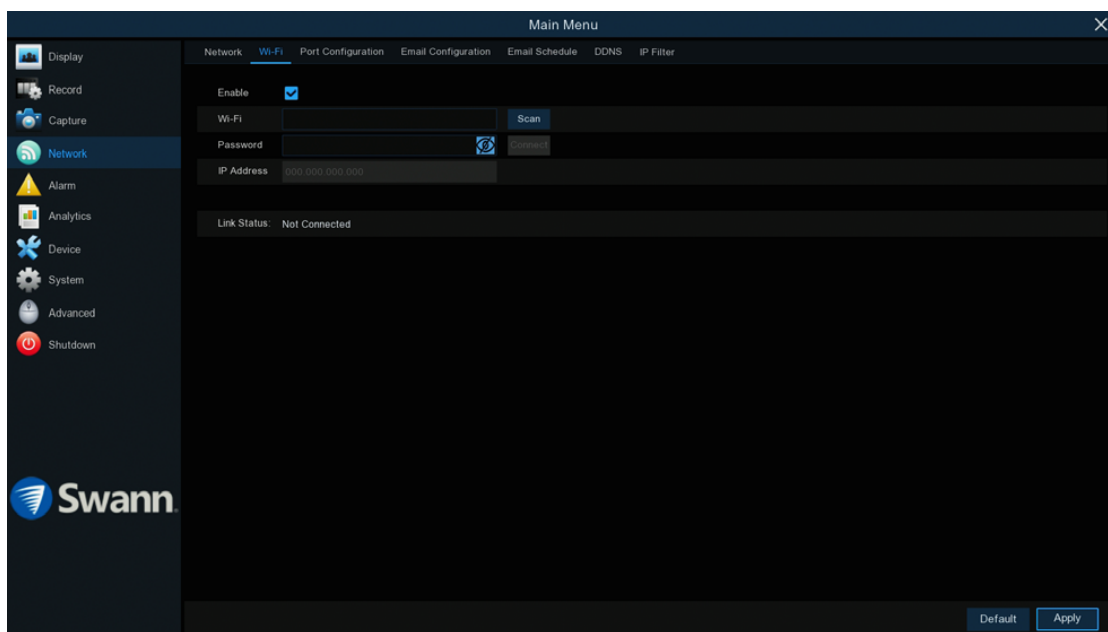 Main Menu
Display
Record
Capture
Network
Alarm
Analytics
Device
System
Advanced
Shutdown
Swann
Network Wi-Fi Port Configuration Email Configuration Email Schedule DDNS IP Filter
Enable
Wi-Fi Scan
Password Connect
IP Address 000.000.000.000
Link Status: Not Connected
Default Apply